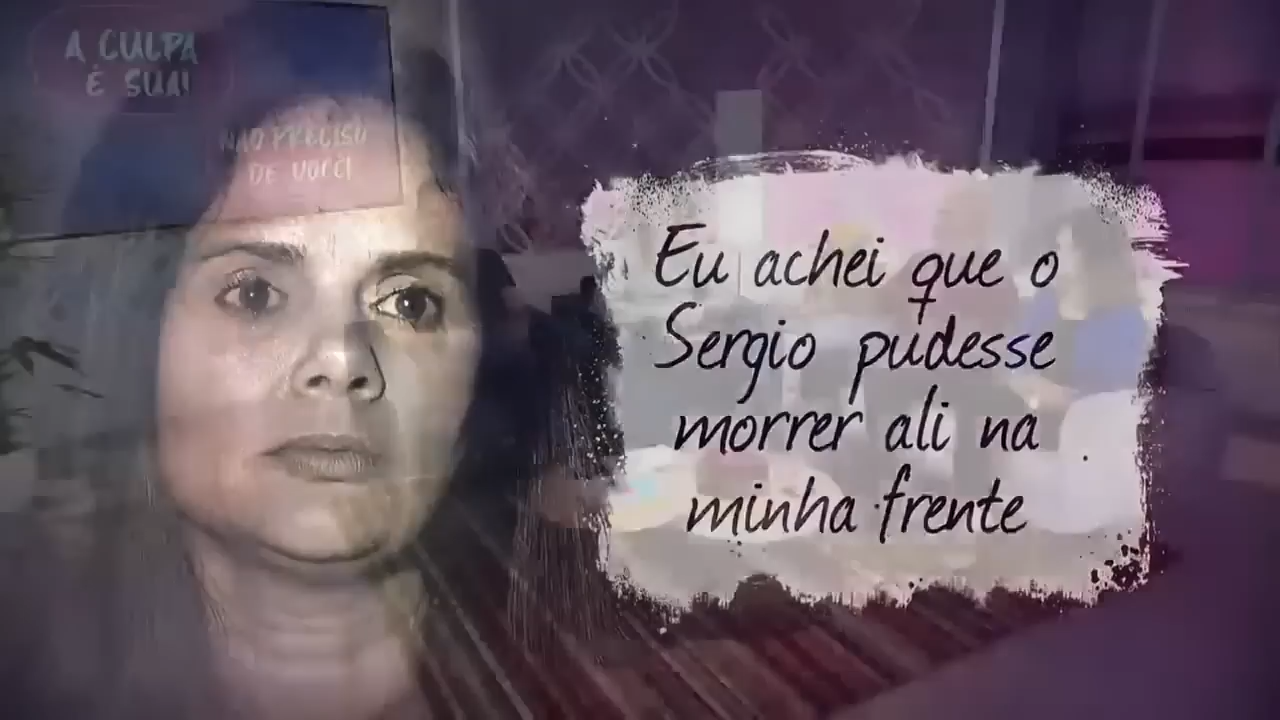 A CULPA
É SUA!
NÃO PRECISO
DE VOCÊ!
Eu achei que o
Sergio pudesse
morrer ali na
minha frente